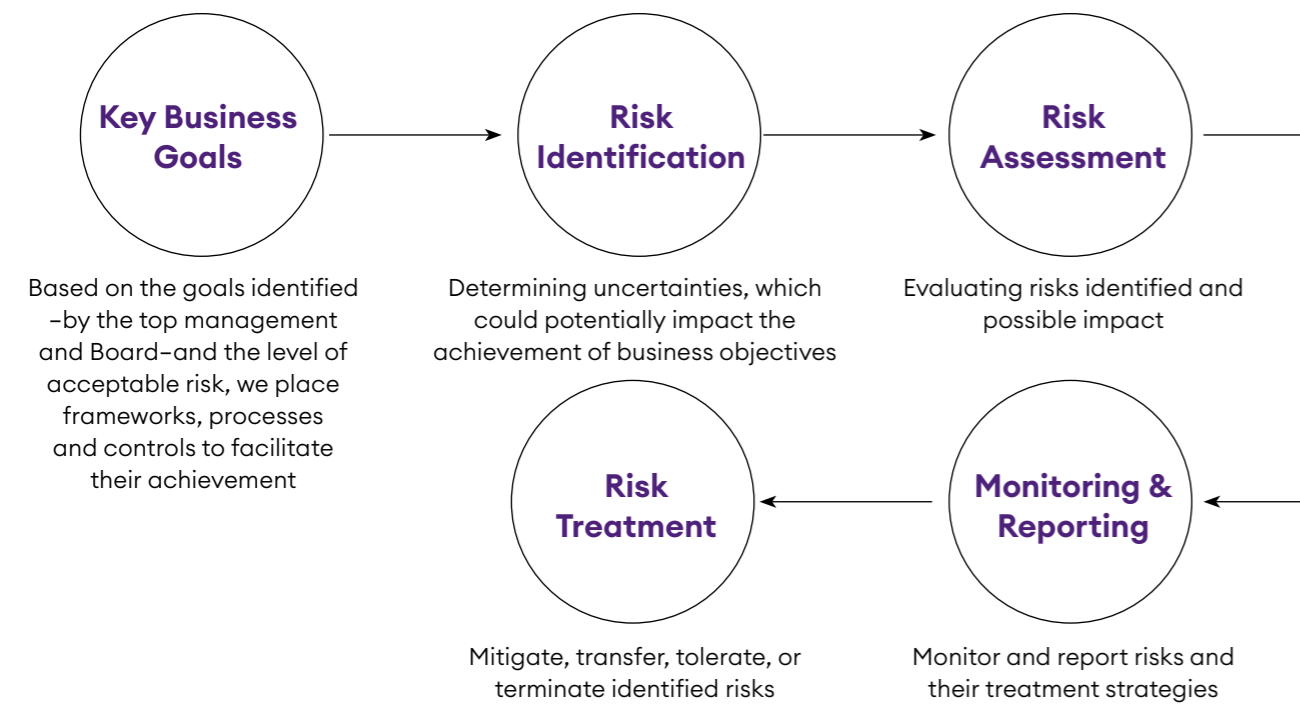 Key Business
Goals
Based on the goals identified
–by the top management
and Board–and the level of
acceptable risk, we place
frameworks, processes
and controls to facilitate
their achievement
Risk
Identification
Determining uncertainties, which
could potentially impact the
achievement of business objectives
Risk
Assessment
Evaluating risks identified and
possible impact
Monitoring &
Reporting
Monitor and report risks and
their treatment strategies
Risk
Treatment
Mitigate, transfer, tolerate, or
terminate identified risks